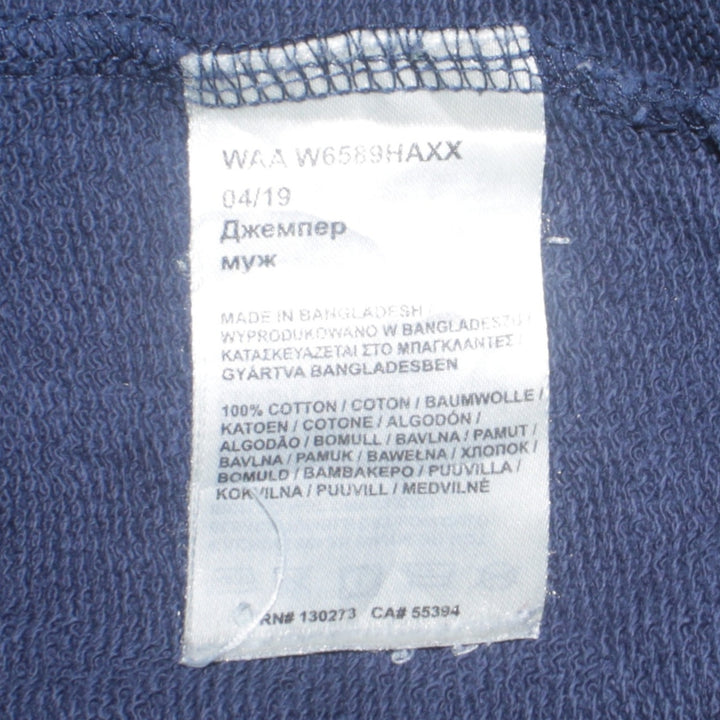 WAA W6589HAXX
04/19
Джемпер
муж
MADE IN BANGLADESH /
WYPRODUKOWANO W BANGLADESZU /
ΚΑΤΑΣΚΕΥΑΖΕΤΑΙ ΣΤΟ ΜΠΑΓΚΛΑΝΤΕΣ /
GYÁRTVA BANGLADESBEN
100% COTTON / COTON / BAUMWOLLE /
KATOEN / COTONE / ALGODÓN /
ALGODÃO / BOMULL / BAVLNA / PAMUT /
BAVLNA / PAMUK / BAWEŁNA / ХЛОПОК /
BOMULD / ΒΑΜΒΑΚΕΡΟ / PUUVILLA /
KOKVILNA / PUUVILL / MEDVILNĖ
RN# 130273 CA# 55394